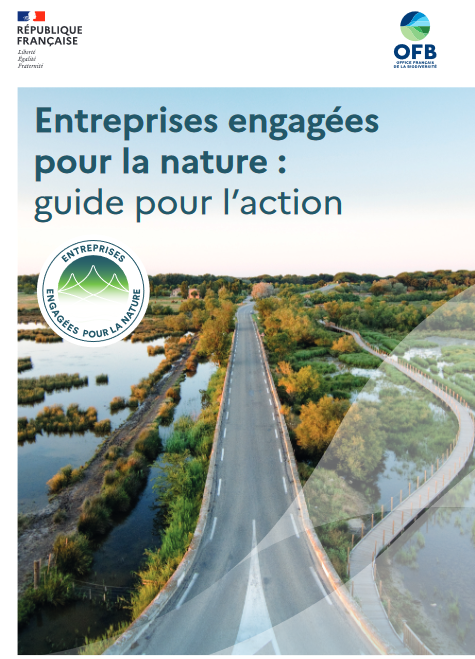 RÉPUBLIQUE
FRANÇAISE
Liberté
Égalité
Fraternité
OFB
OFFICE FRANÇAIS
DE LA BIODIVERSITÉ
Entreprises engagées
pour la nature :
guide pour l'action
ENTREPRISES
ENGAGÉES POUR LA NATURE